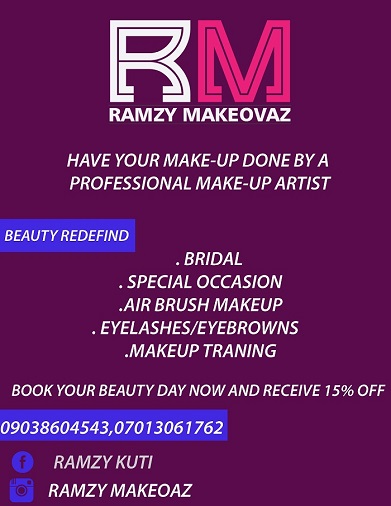 RM
RAMZY MAKEOVAZ
HAVE YOUR MAKE-UP DONE BY A
PROFESSIONAL MAKE-UP ARTIST
BEAUTY REDEFIND
. BRIDAL
. SPECIAL OCCASION
.AIR BRUSH MAKEUP
. EYELASHES/EYEBROWNS
.MAKEUP TRANING
BOOK YOUR BEAUTY DAY NOW AND RECEIVE 15% OFF
09038604543,07013061762
RAMZY KUTI
RAMZY MAKEOAZ